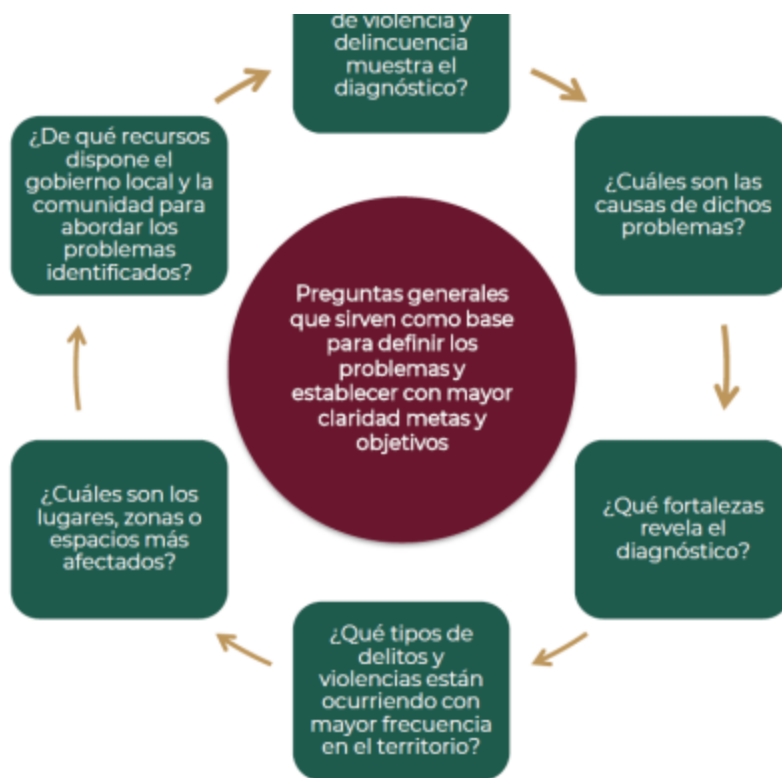 de violencia y
delincuencia
muestra el
diagnóstico?
¿Cuáles son las
causas de dichos
problemas?
¿Qué fortalezas
revela el
diagnóstico?
¿Qué tipos de
delitos y
violencias están
ocurriendo con
mayor frecuencia
en el territorio?
¿Cuáles son los
lugares, zonas o
espacios más
afectados?
¿De qué recursos
dispone el
gobierno local y la
comunidad para
abordar los
problemas
identificados?
Preguntas generales
que sirven como base
para definir los
problemas y
establecer con mayor
claridad metas y
objetivos